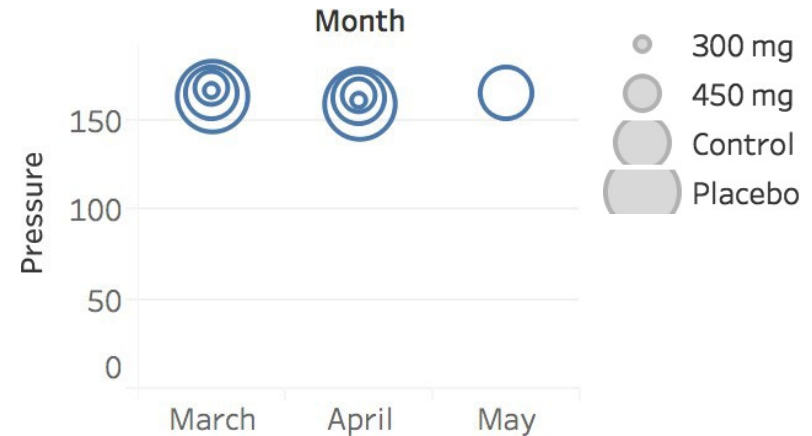 Month
300 mg
450 mg
Control
Placebo
Pressure
150
100
50
0
March
April
May